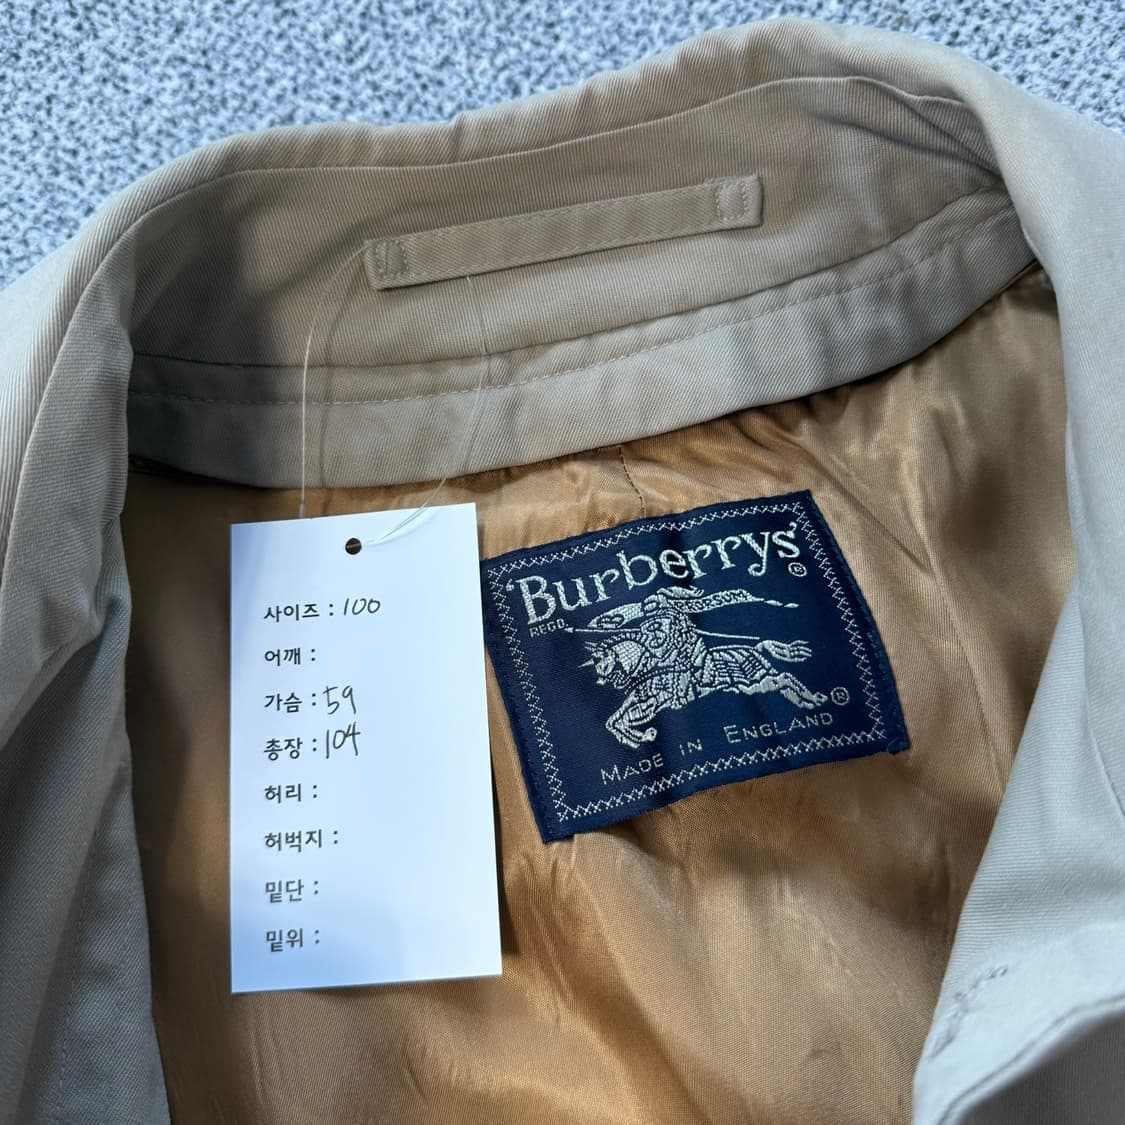 사이즈 : 100
어깨 :
가슴 : 59
총장 : 104
허리 :
허벅지 :
밑단 :
밑위 :
'Burberrys' ®
REGD.
®
MADE IN ENGLAND